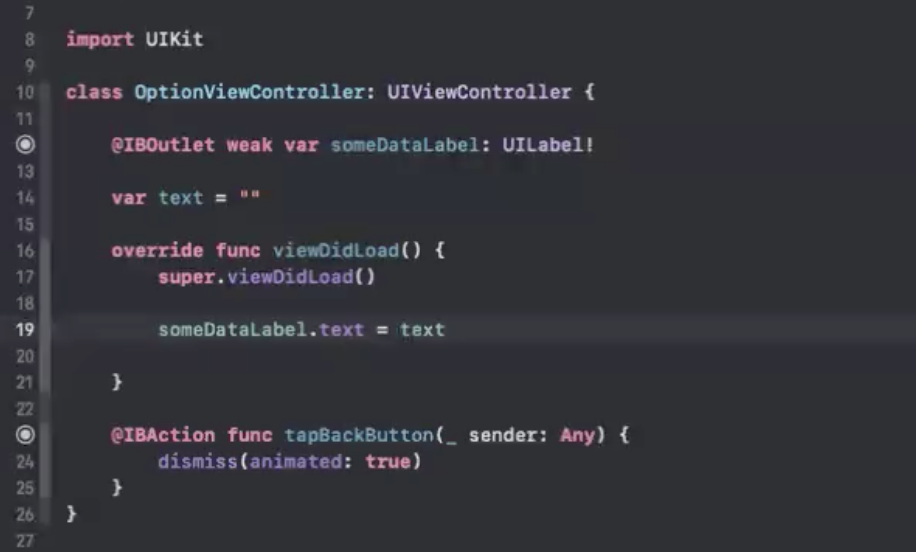 7
8 import UIKit
9
10 class OptionViewController: UIViewController {
11
@IBOutlet weak var someDataLabel: UILabel!
13
14 var text = ""
15
16 override func viewDidLoad() {
17 super.viewDidLoad()
18
19 someDataLabel.text = text
20
21 }
22
@IBAction func tapBackButton(_ sender: Any) {
24 dismiss(animated: true)
25 }
26 }
27